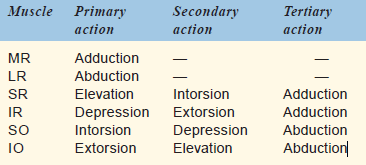 Muscle Primary Secondary Tertiary
action action action
MR Adduction — —
LR Abduction — —
SR Elevation Intorsion Adduction
IR Depression Extorsion Adduction
SO Intorsion Depression Abduction
IO Extorsion Elevation Abduction